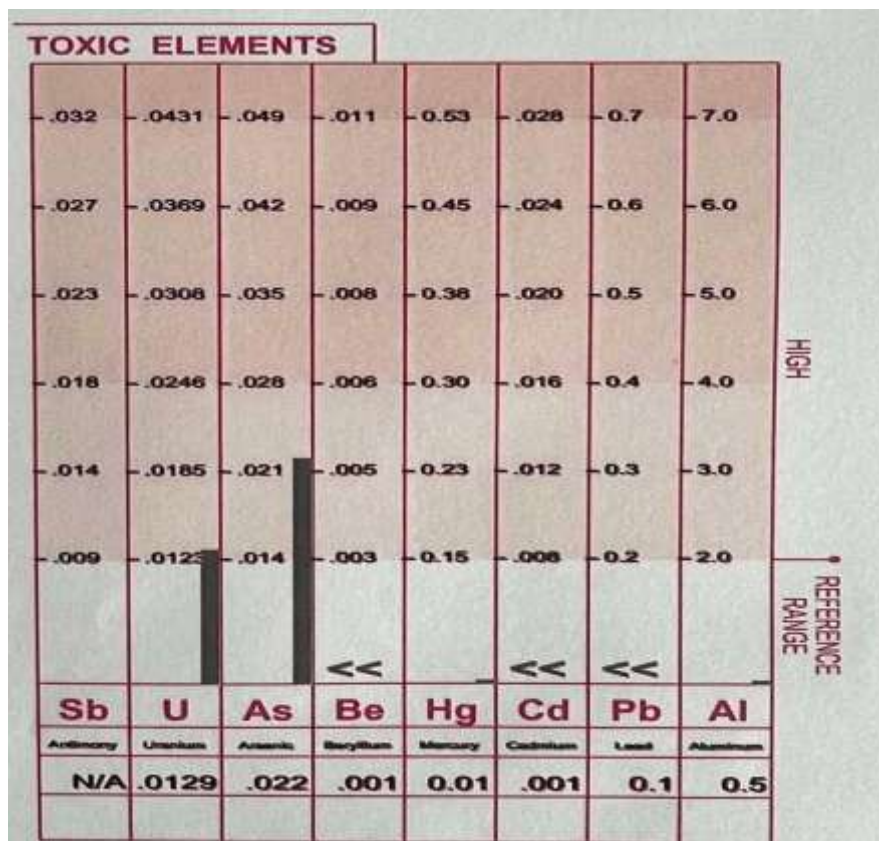 TOXIC ELEMENTS
.032 .0431 .049 .011 0.53 .028 0.7 7.0
.027 .0369 .042 .009 0.45 .024 0.6 6.0
.023 .0308 .035 .008 0.38 .020 0.5 5.0
.018 .0246 .028 .006 0.30 .016 0.4 4.0
HIGH
.014 .0185 .021 .005 0.23 .012 0.3 3.0
.009 .0123 .014 .003 0.15 .008 0.2 2.0
REFERENCE
RANGE
<< << <<
Sb U As Be Hg Cd Pb Al
Antimony Uranium Arsenic Beryllium Mercury Cadmium Lead Aluminum
N/A .0129 .022 .001 0.01 .001 0.1 0.5